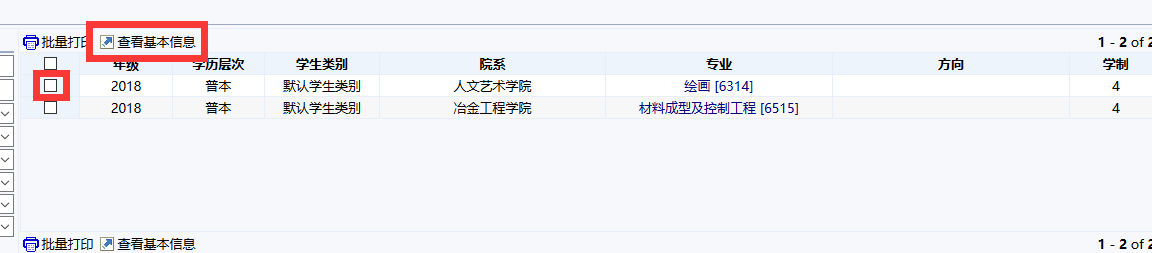 批量打印 查看基本信息 1 - 2 of
年级 学历层次 学生类别 院系 专业 方向 学制
2018 普本 默认学生类别 人文艺术学院 绘画 [6314] 4
2018 普本 默认学生类别 冶金工程学院 材料成型及控制工程 [6515] 4
批量打印 查看基本信息 1 - 2 of